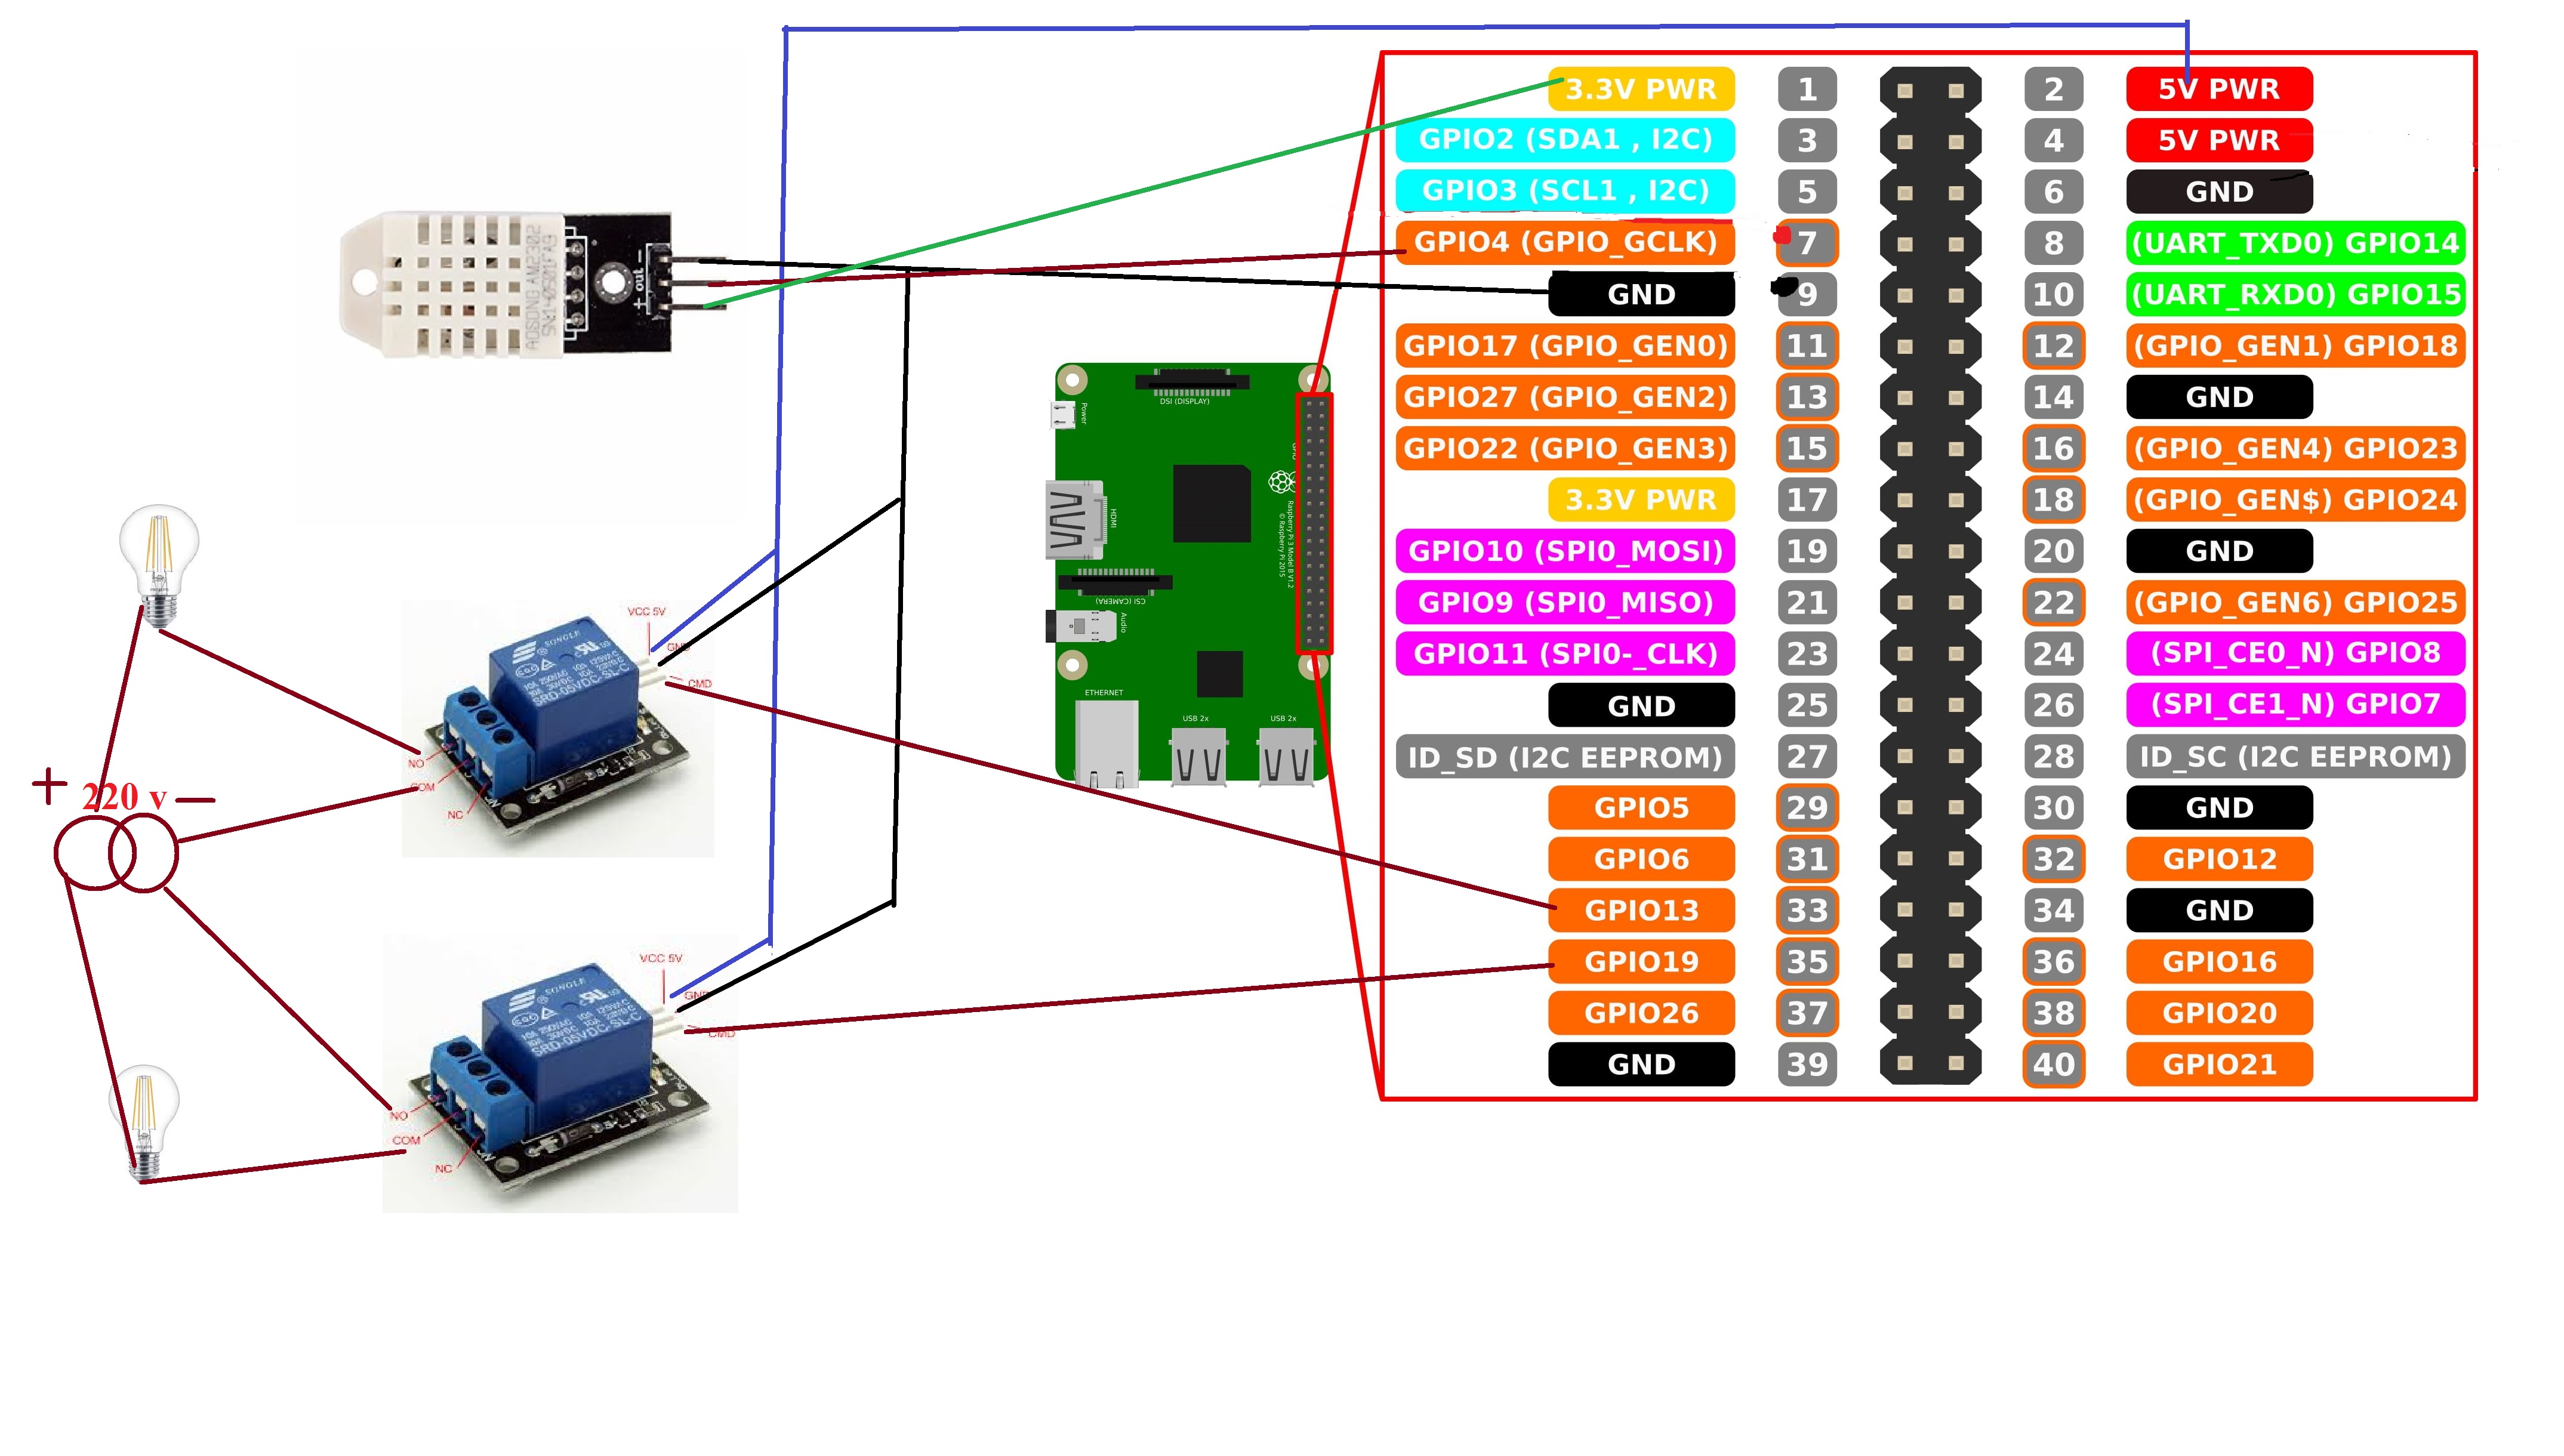 3.3V PWR 1 2 5V PWR
GPIO2 (SDA1 , I2C) 3 4 5V PWR
GPIO3 (SCL1 , I2C) 5 6 GND
GPIO4 (GPIO_GCLK) 7 8 (UART_TXD0) GPIO14
GND 9 10 (UART_RXD0) GPIO15
GPIO17 (GPIO_GEN0) 11 12 (GPIO_GEN1) GPIO18
GPIO27 (GPIO_GEN2) 13 14 GND
GPIO22 (GPIO_GEN3) 15 16 (GPIO_GEN4) GPIO23
3.3V PWR 17 18 (GPIO_GEN$) GPIO24
GPIO10 (SPI0_MOSI) 19 20 GND
GPIO9 (SPI0_MISO) 21 22 (GPIO_GEN6) GPIO25
GPIO11 (SPI0-_CLK) 23 24 (SPI_CE0_N) GPIO8
GND 25 26 (SPI_CE1_N) GPIO7
ID_SD (I2C EEPROM) 27 28 ID_SC (I2C EEPROM)
GPIO5 29 30 GND
GPIO6 31 32 GPIO12
GPIO13 33 34 GND
GPIO19 35 36 GPIO16
GPIO26 37 38 GPIO20
GND 39 40 GPIO21
+ out −
DSI (DISPLAY)
Power
HDMI
Raspberry Pi 3 Model B V1.2
© Raspberry Pi 2015
CSI (CAMERA)
Audio
ETHERNET
USB 2x
USB 2x
VCC 5V
GND
CMD
SONGLE
10A 250VAC 10A 125VAC
SRD-05VDC-SL-C
NO
COM
NC
+ 220 v −
VCC 5V
GND
CMD
SONGLE
10A 250VAC 10A 125VAC
SRD-05VDC-SL-C
NO
COM
NC